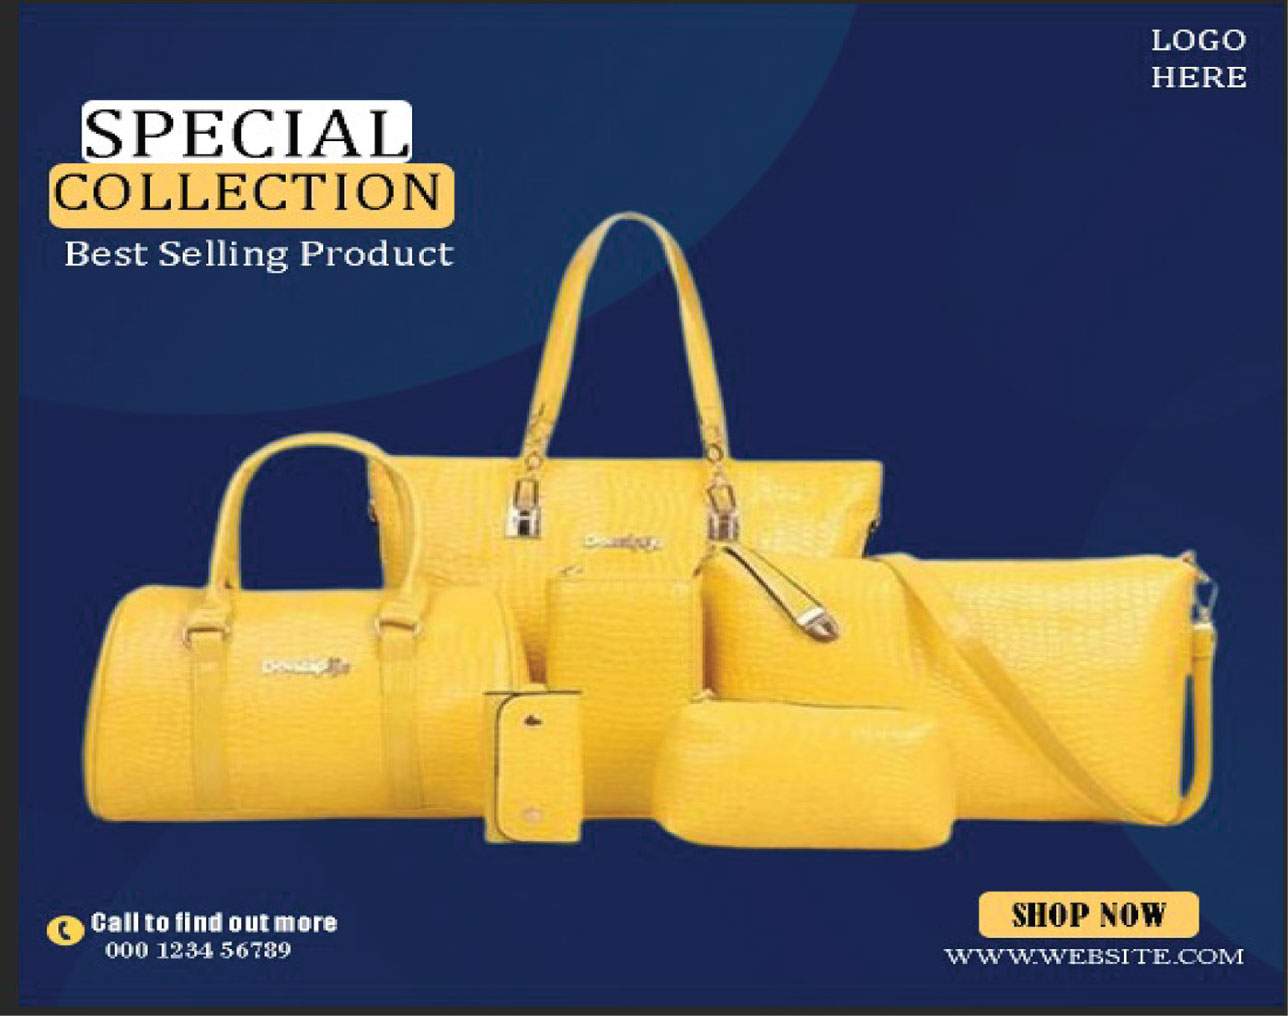 LOGO
HERE
SPECIAL
COLLECTION
Best Selling Product
Call to find out more
000 1234 56789
SHOP NOW
WWW.WEBSITE.COM